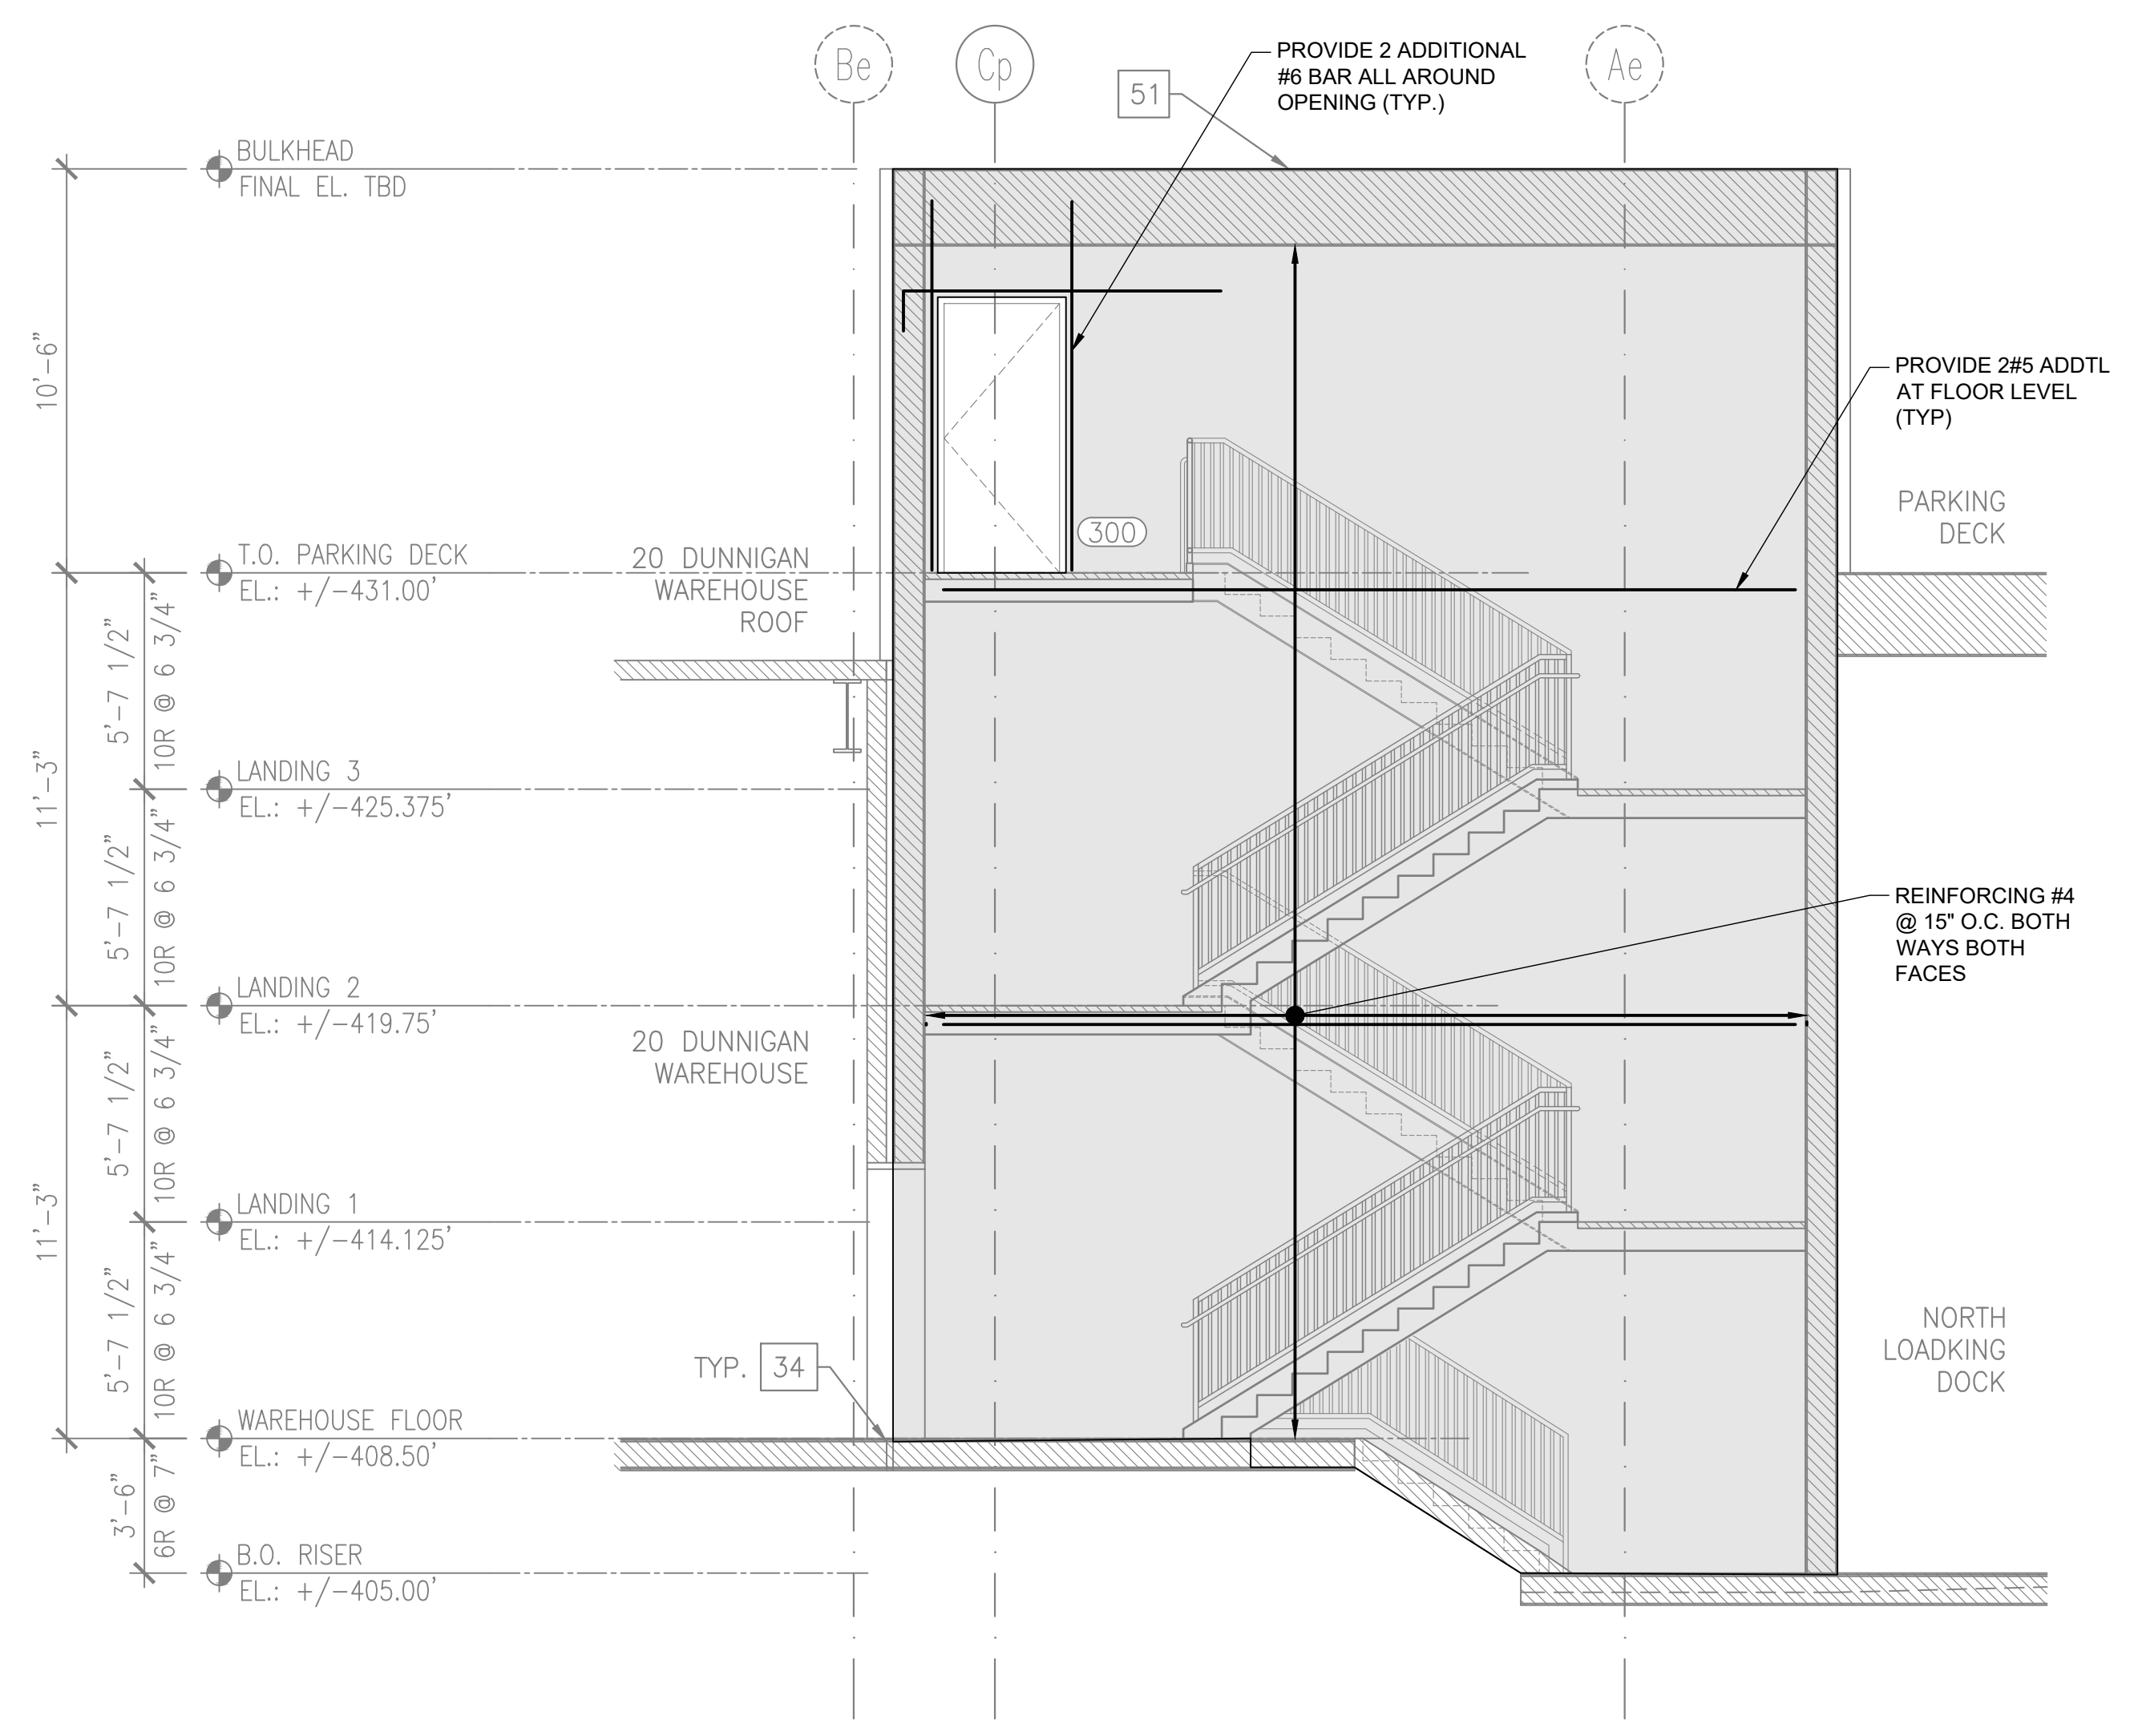 Be
Cp
Ae
PROVIDE 2 ADDITIONAL
#6 BAR ALL AROUND
OPENING (TYP.)
51
BULKHEAD
FINAL EL. TBD
10'-6"
PROVIDE 2#5 ADDTL
AT FLOOR LEVEL
(TYP)
PARKING
DECK
300
T.O. PARKING DECK
EL.: +/-431.00'
20 DUNNIGAN
WAREHOUSE
ROOF
5'-7 1/2"
10R @ 6 3/4"
11'-3"
LANDING 3
EL.: +/-425.375'
5'-7 1/2"
10R @ 6 3/4"
REINFORCING #4
@ 15" O.C. BOTH
WAYS BOTH
FACES
LANDING 2
EL.: +/-419.75'
20 DUNNIGAN
WAREHOUSE
5'-7 1/2"
10R @ 6 3/4"
11'-3"
LANDING 1
EL.: +/-414.125'
5'-7 1/2"
10R @ 6 3/4"
NORTH
LOADKING
DOCK
TYP. 34
WAREHOUSE FLOOR
EL.: +/-408.50'
3'-6"
6R @ 7"
B.O. RISER
EL.: +/-405.00'